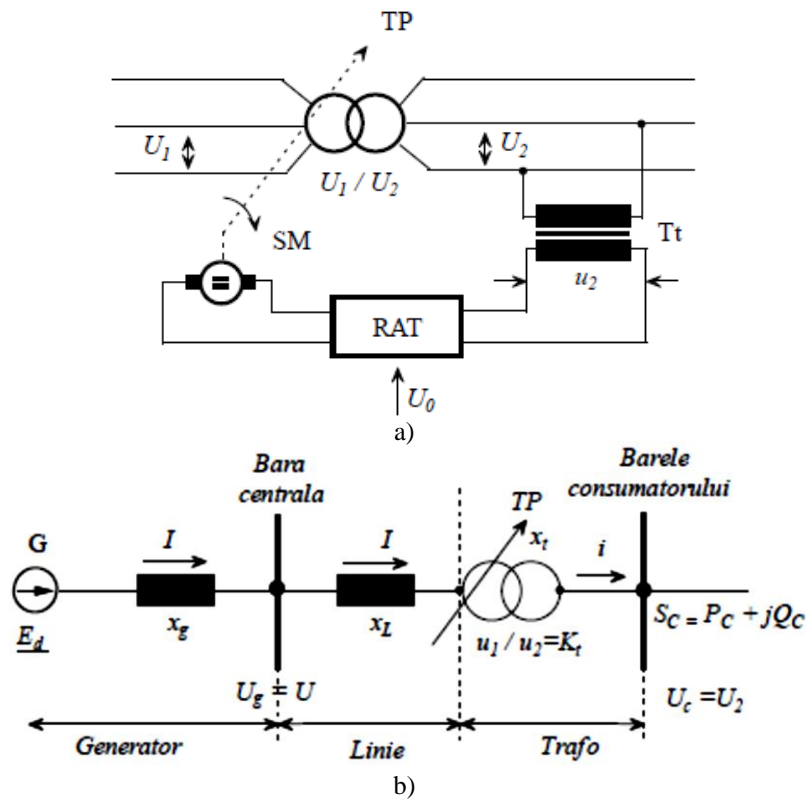 TP
U1
U2
U1 / U2
SM
Tt
u2
RAT
U0
a)
Bara centrala
Barele consumatorului
TP
G
I
I
xt
i
Ed
xg
xL
u1 / u2=Kt
SC = PC + jQC
Ug = U
Uc =U2
Generator
Linie
Trafo
b)